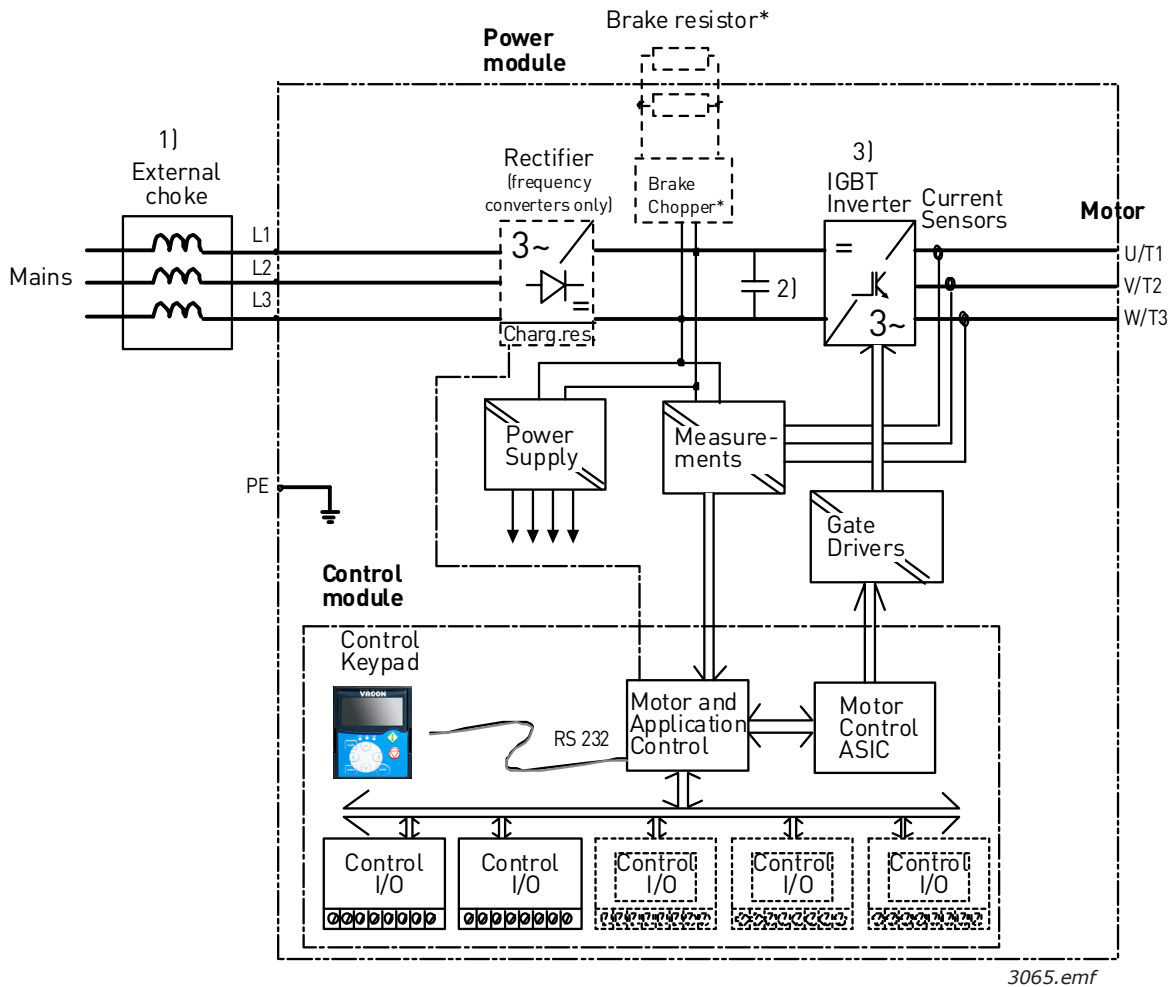 Brake resistor*
Power
module
1)
External
choke
Rectifier
(frequency
converters only)
Brake
Chopper*
3)
IGBT
Inverter
Current
Sensors
Motor
Mains
L1
L2
L3
3~
=
Charg.res.
2)
=
3~
U/T1
V/T2
W/T3
Power
Supply
Measure-
ments
PE
Gate
Drivers
Control
module
Control
Keypad
VACON
RS 232
Motor and
Application
Control
Motor
Control
ASIC
Control
I/O
Control
I/O
Control
I/O
Control
I/O
Control
I/O
3065.emf